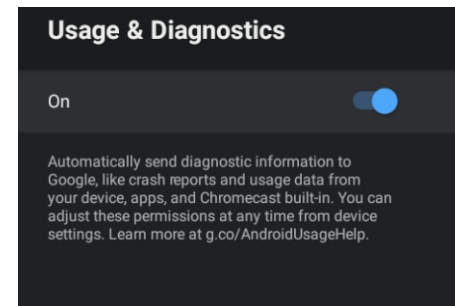 Usage & Diagnostics
On
Automatically send diagnostic information to
Google, like crash reports and usage data from
your device, apps, and Chromecast built-in. You can
adjust these permissions at any time from device
settings. Learn more at g.co/AndroidUsageHelp.